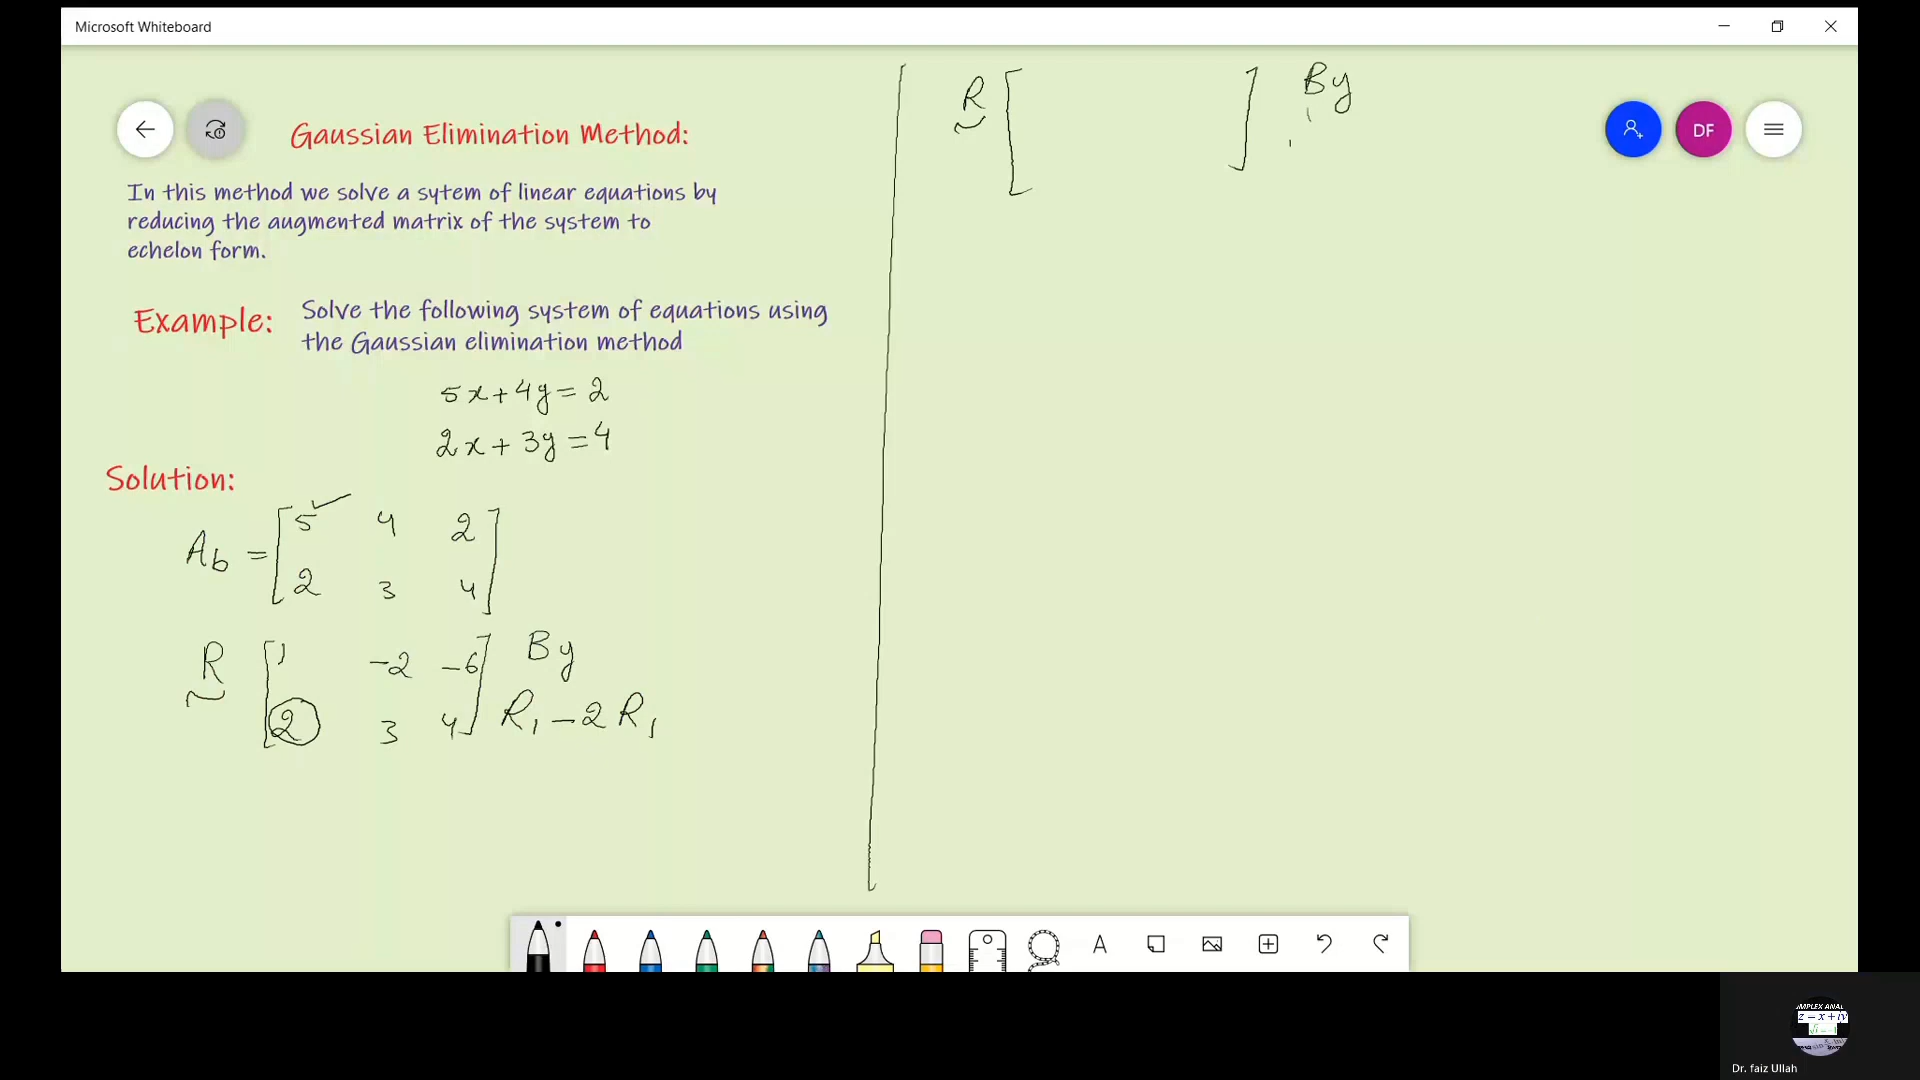 Microsoft Whiteboard
Gaussian Elimination Method:
In this method we solve a sytem of linear equations by
reducing the augmented matrix of the system to
echelon form.
Example: Solve the following system of equations using
the Gaussian elimination method
5x+4y=2
2x+3y=4
Solution:
Ab = [5 4 2
2 3 4]
R ~ [1 -2 -6
2 3 4] By
R1-2R1
R ~ [ ] By
DF
A
z = x + iy
Dr. faiz Ullah